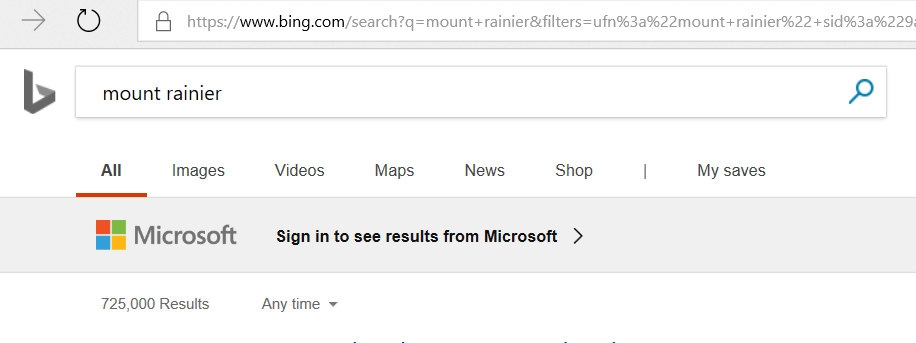 https://www.bing.com/search?q=mount+rainier&filters=ufn%3a%22mount+rainier%22+sid%3a%229a
mount rainier
All Images Videos Maps News Shop | My saves
Microsoft Sign in to see results from Microsoft
725,000 Results Any time